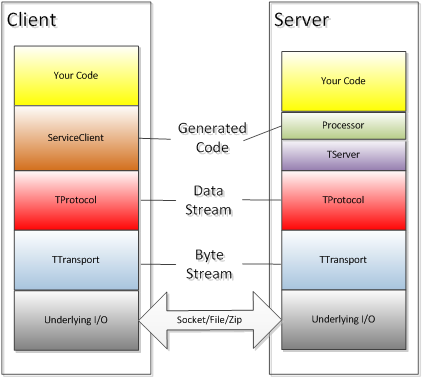 Client
Server
Your Code
Your Code
Generated
Code
ServiceClient
Processor
TServer
Data
Stream
TProtocol
TProtocol
Byte
Stream
TTransport
TTransport
Underlying I/O
Socket/File/Zip
Underlying I/O